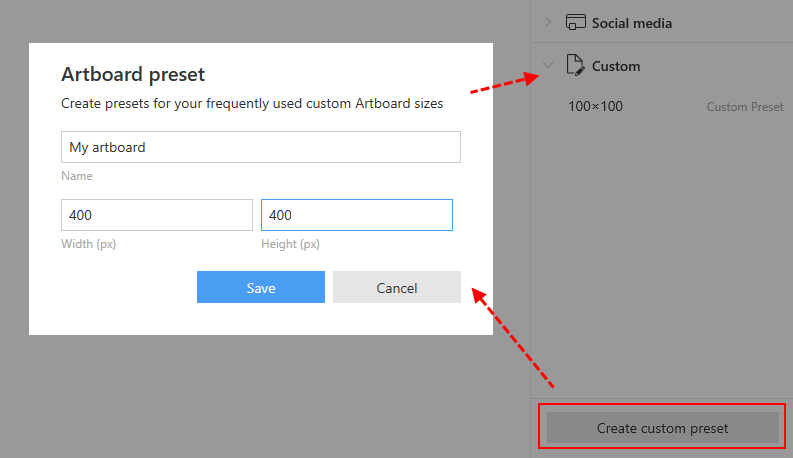 Social media
Custom
100×100 Custom Preset
Artboard preset
Create presets for your frequently used custom Artboard sizes
My artboard
Name
400 400
Width (px) Height (px)
Save Cancel
Create custom preset